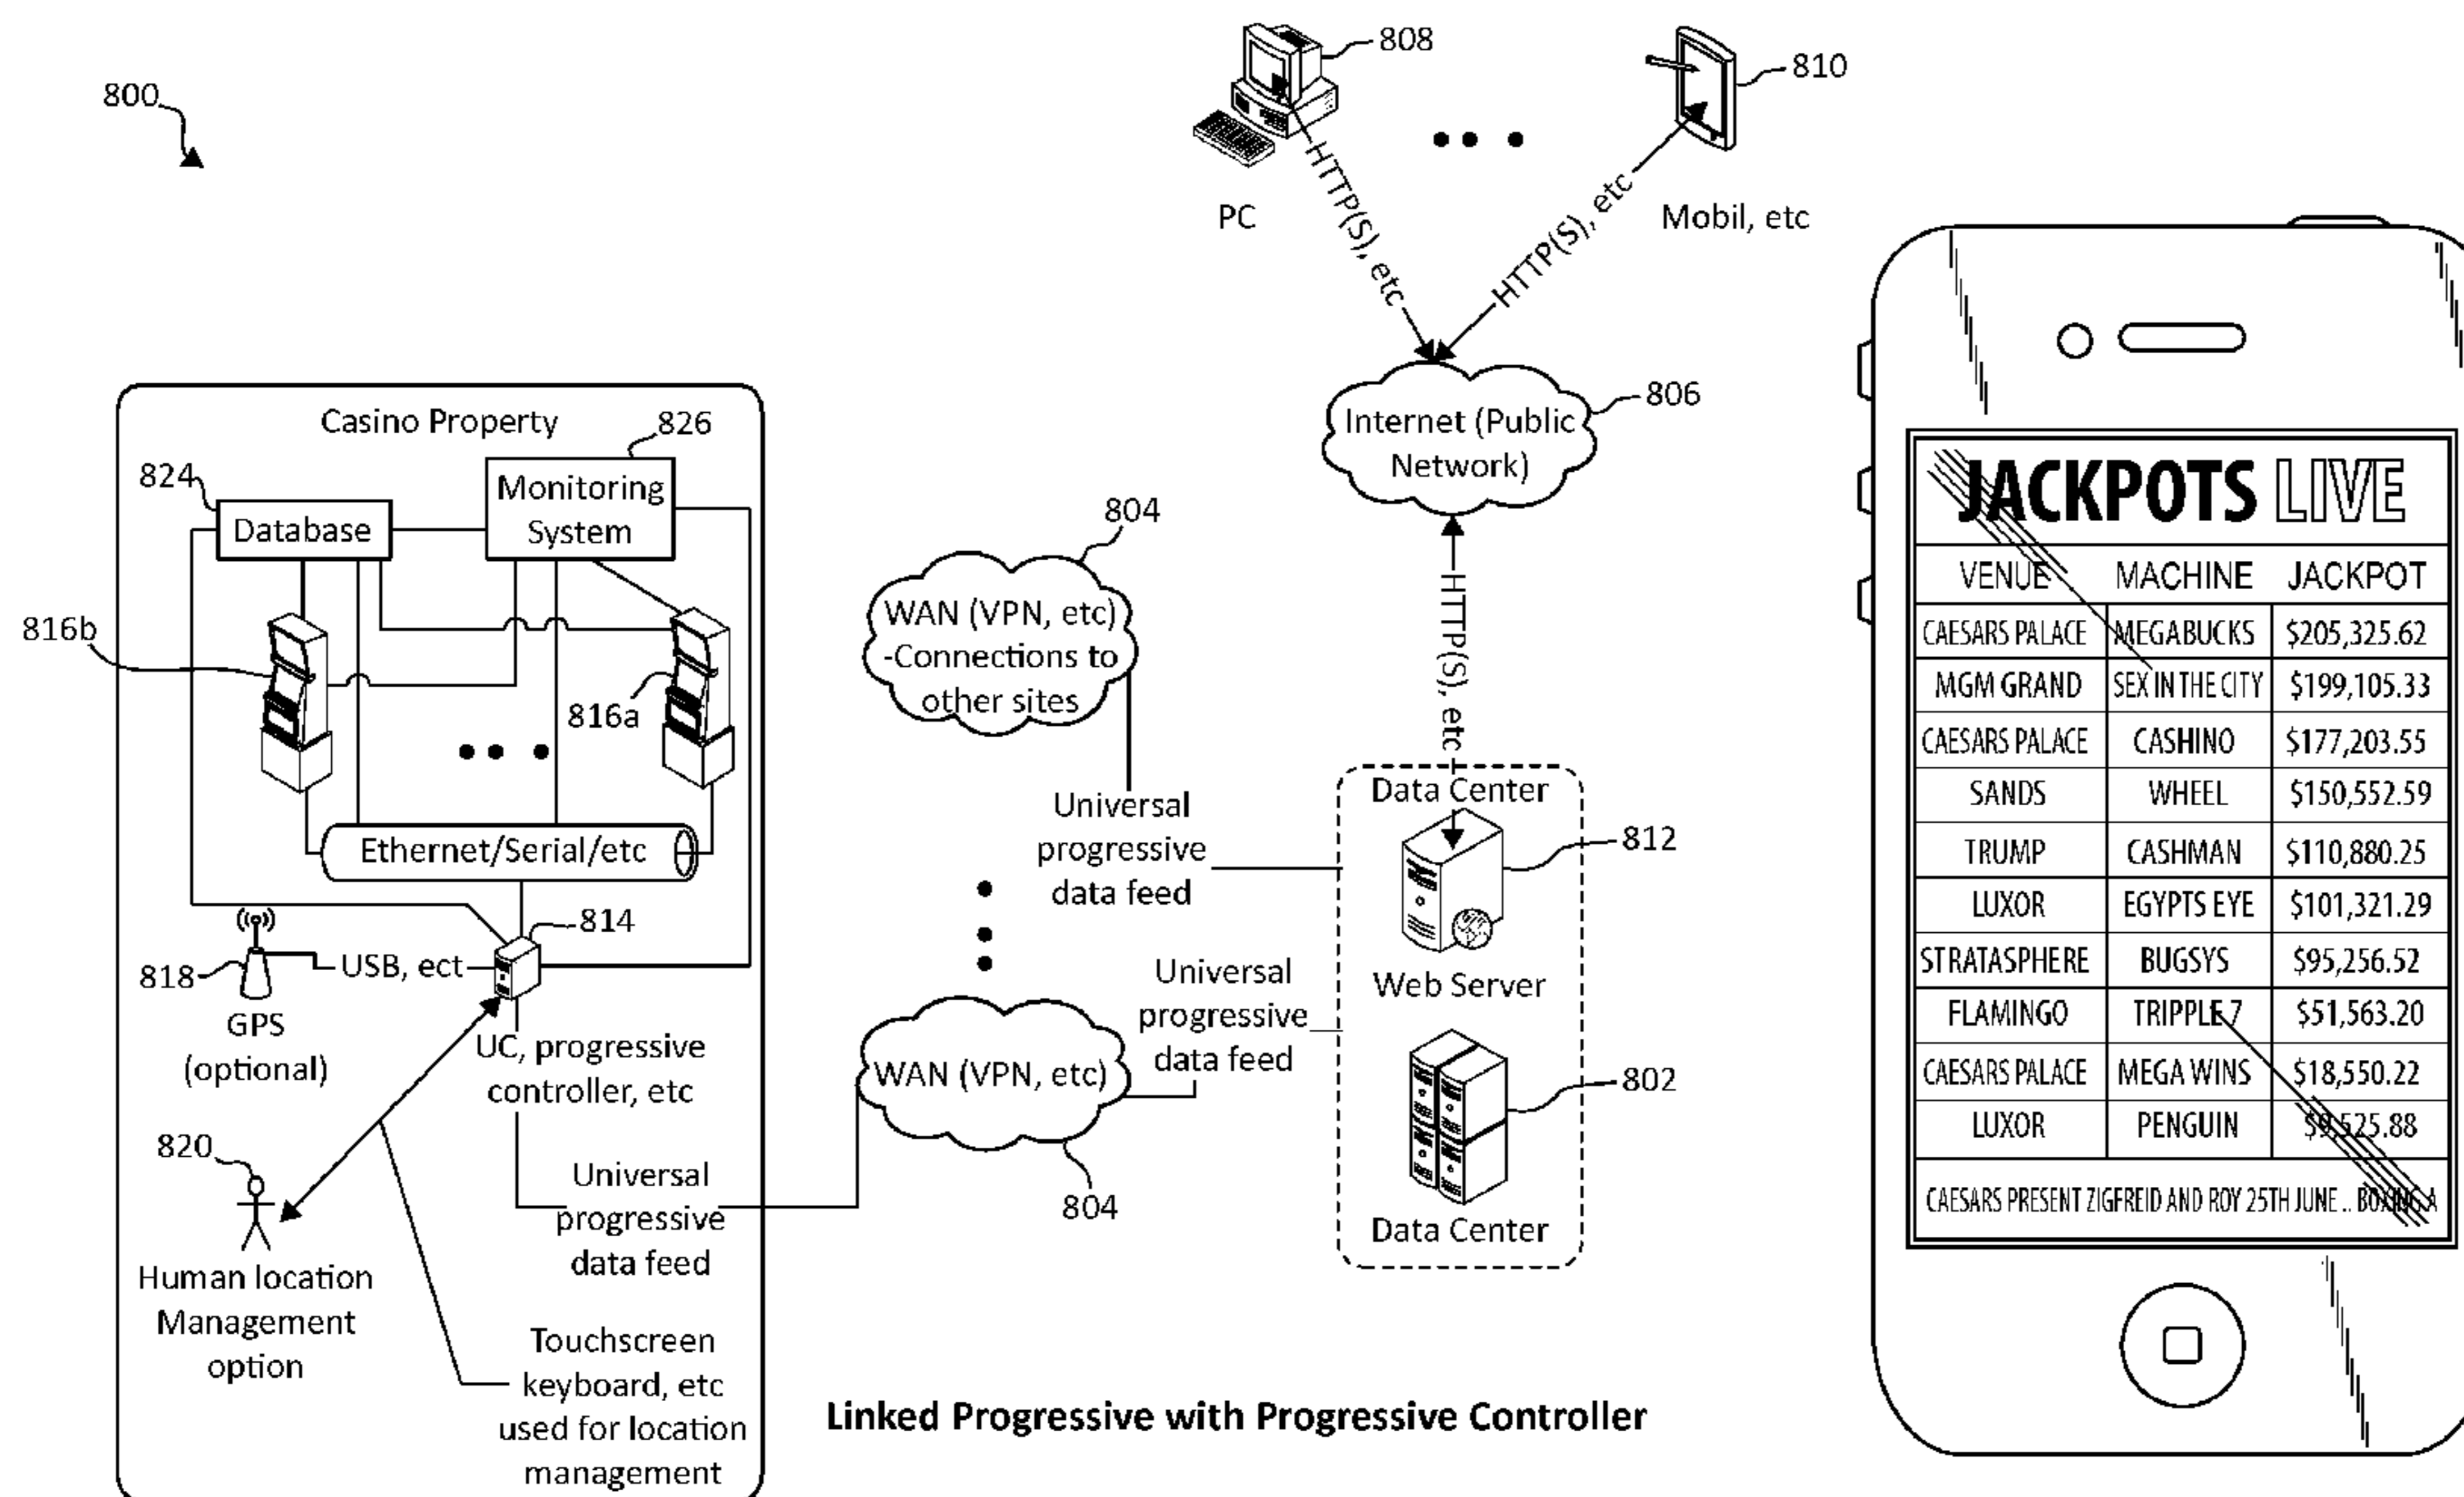 800
808
810
PC
Mobil, etc
HTTP(S), etc
HTTP(S), etc
Internet (Public
Network)
806
Casino Property
826
824
Database
Monitoring
System
816b
816a
Ethernet/Serial/etc
814
818
USB, ect
GPS
(optional)
UC, progressive
controller, etc
820
Human location
Management
option
Universal
progressive
data feed
Touchscreen
keyboard, etc
used for location
management
804
WAN (VPN, etc)
-Connections to
other sites
Universal
progressive
data feed
WAN (VPN, etc)
804
Universal
progressive
data feed
HTTP(S), etc
Data Center
812
Web Server
802
Data Center
Linked Progressive with Progressive Controller
JACKPOTS LIVE
VENUE MACHINE JACKPOT
CAESARS PALACE MEGABUCKS $205,325.62
MGM GRAND SEX IN THE CITY $199,105.33
CAESARS PALACE CASHINO $177,203.55
SANDS WHEEL $150,552.59
TRUMP CASHMAN $110,880.25
LUXOR EGYPTS EYE $101,321.29
STRATASPHERE BUGSYS $95,256.52
FLAMINGO TRIPPLE 7 $51,563.20
CAESARS PALACE MEGA WINS $18,550.22
LUXOR PENGUIN $9,525.88
CAESARS PRESENT ZIGFREID AND ROY 25TH JUNE .. BOXING A